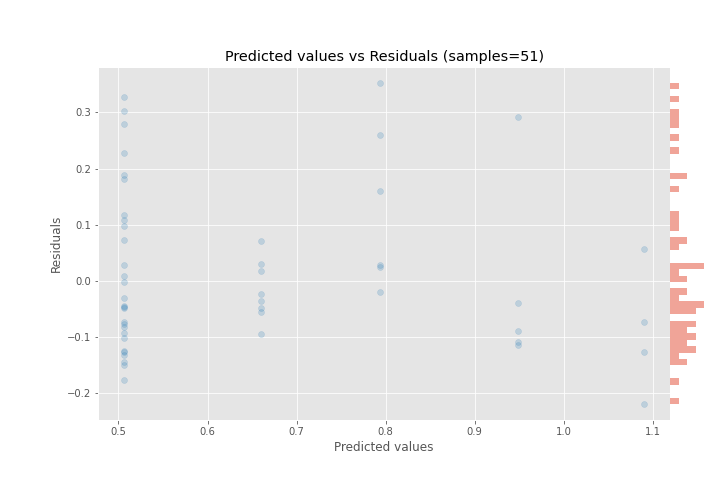 Predicted values vs Residuals (samples=51)
0.3
0.2
0.1
0.0
−0.1
−0.2
Residuals
0.5 0.6 0.7 0.8 0.9 1.0 1.1
Predicted values